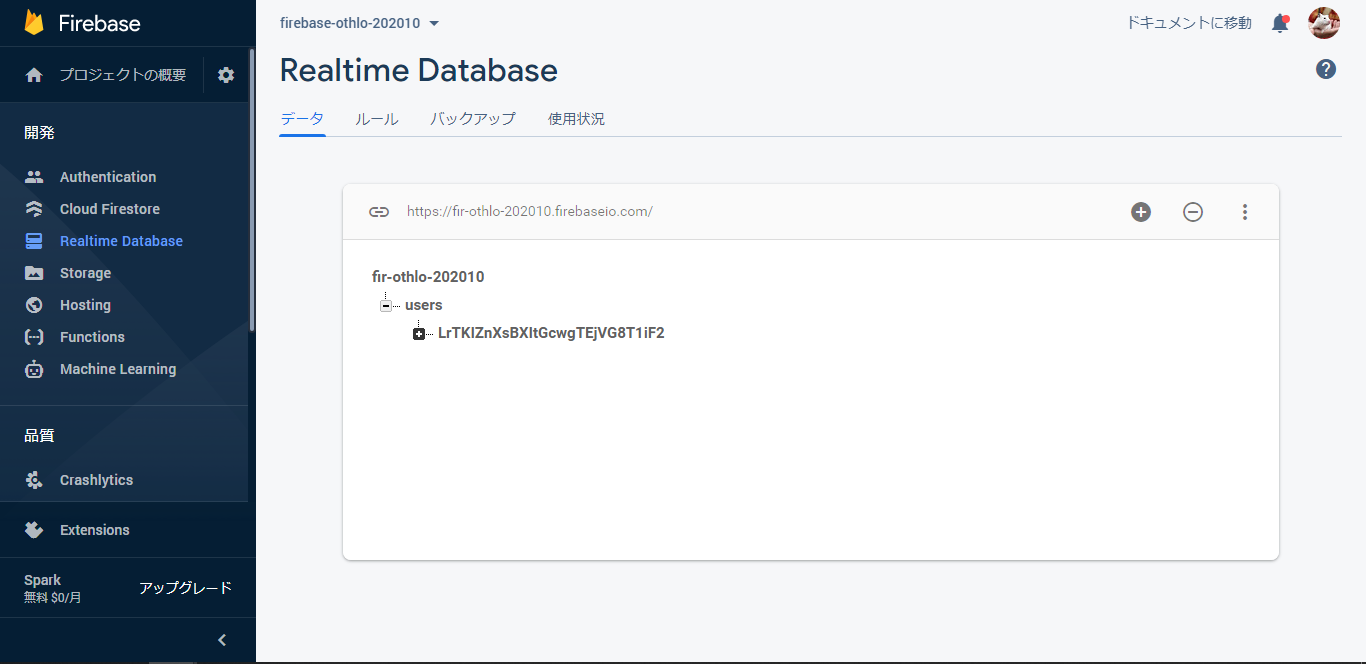 Firebase
プロジェクトの概要
開発
Authentication
Cloud Firestore
Realtime Database
Storage
Hosting
Functions
Machine Learning
品質
Crashlytics
Extensions
Spark
無料 $0/月
アップグレード
firebase-othlo-202010
ドキュメントに移動
Realtime Database
データ ルール バックアップ 使用状況
https://fir-othlo-202010.firebaseio.com/
fir-othlo-202010
users
LrTKlZnXsBXltGcwgTEjVG8T1iF2